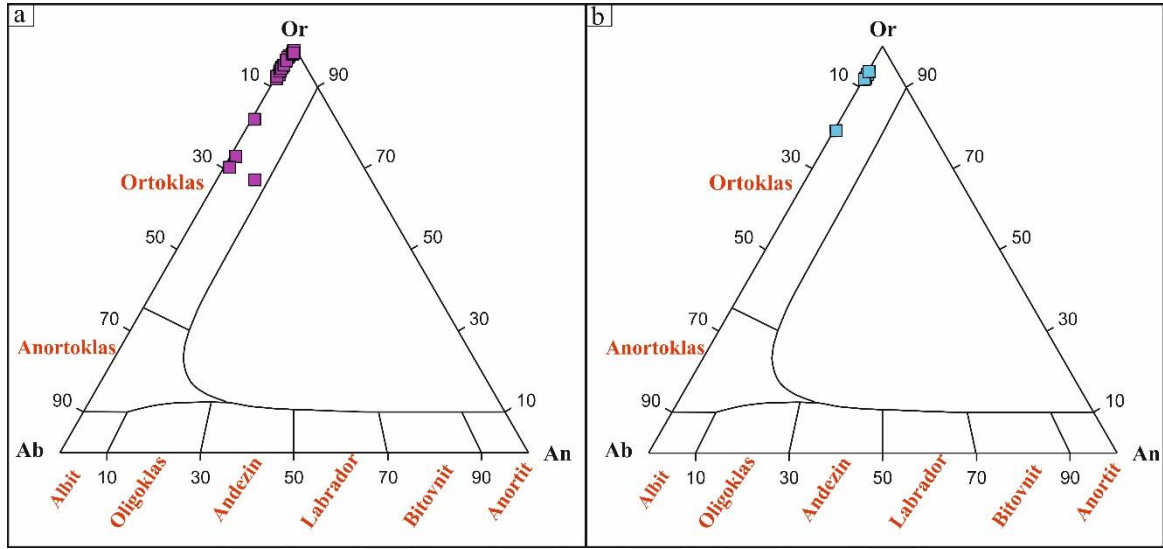 a
Or
10
90
30
70
Ortoklas
50
50
70
30
Anortoklas
90
10
Ab
An
10
30
50
70
90
Albit
Oligoklas
Andezin
Labrador
Bitovnit
Anortit
b
Or
10
90
30
70
Ortoklas
50
50
70
30
Anortoklas
90
10
Ab
An
10
30
50
70
90
Albit
Oligoklas
Andezin
Labrador
Bitovnit
Anortit